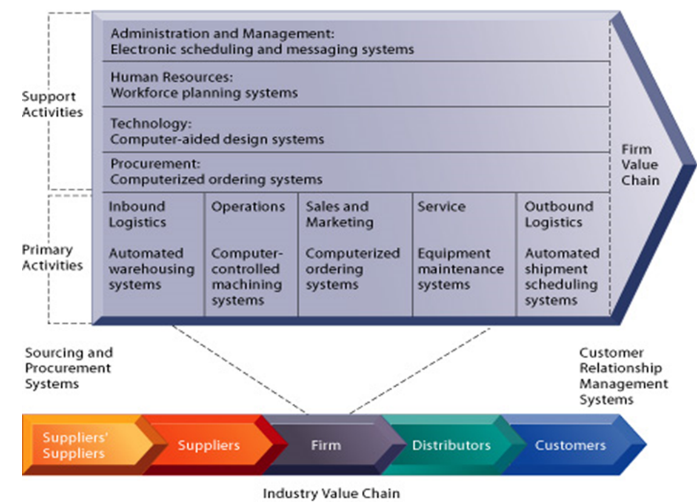 Administration and Management:
Electronic scheduling and messaging systems
Human Resources:
Workforce planning systems
Support
Activities
Technology:
Computer-aided design systems
Procurement:
Computerized ordering systems
Firm
Value
Chain
Primary
Activities
Inbound
Logistics
Automated
warehousing
systems
Operations
Computer-
controlled
machining
systems
Sales and
Marketing
Computerized
ordering
systems
Service
Equipment
maintenance
systems
Outbound
Logistics
Automated
shipment
scheduling
systems
Sourcing and
Procurement
Systems
Customer
Relationship
Management
Systems
Suppliers'
Suppliers
Suppliers
Firm
Distributors
Customers
Industry Value Chain